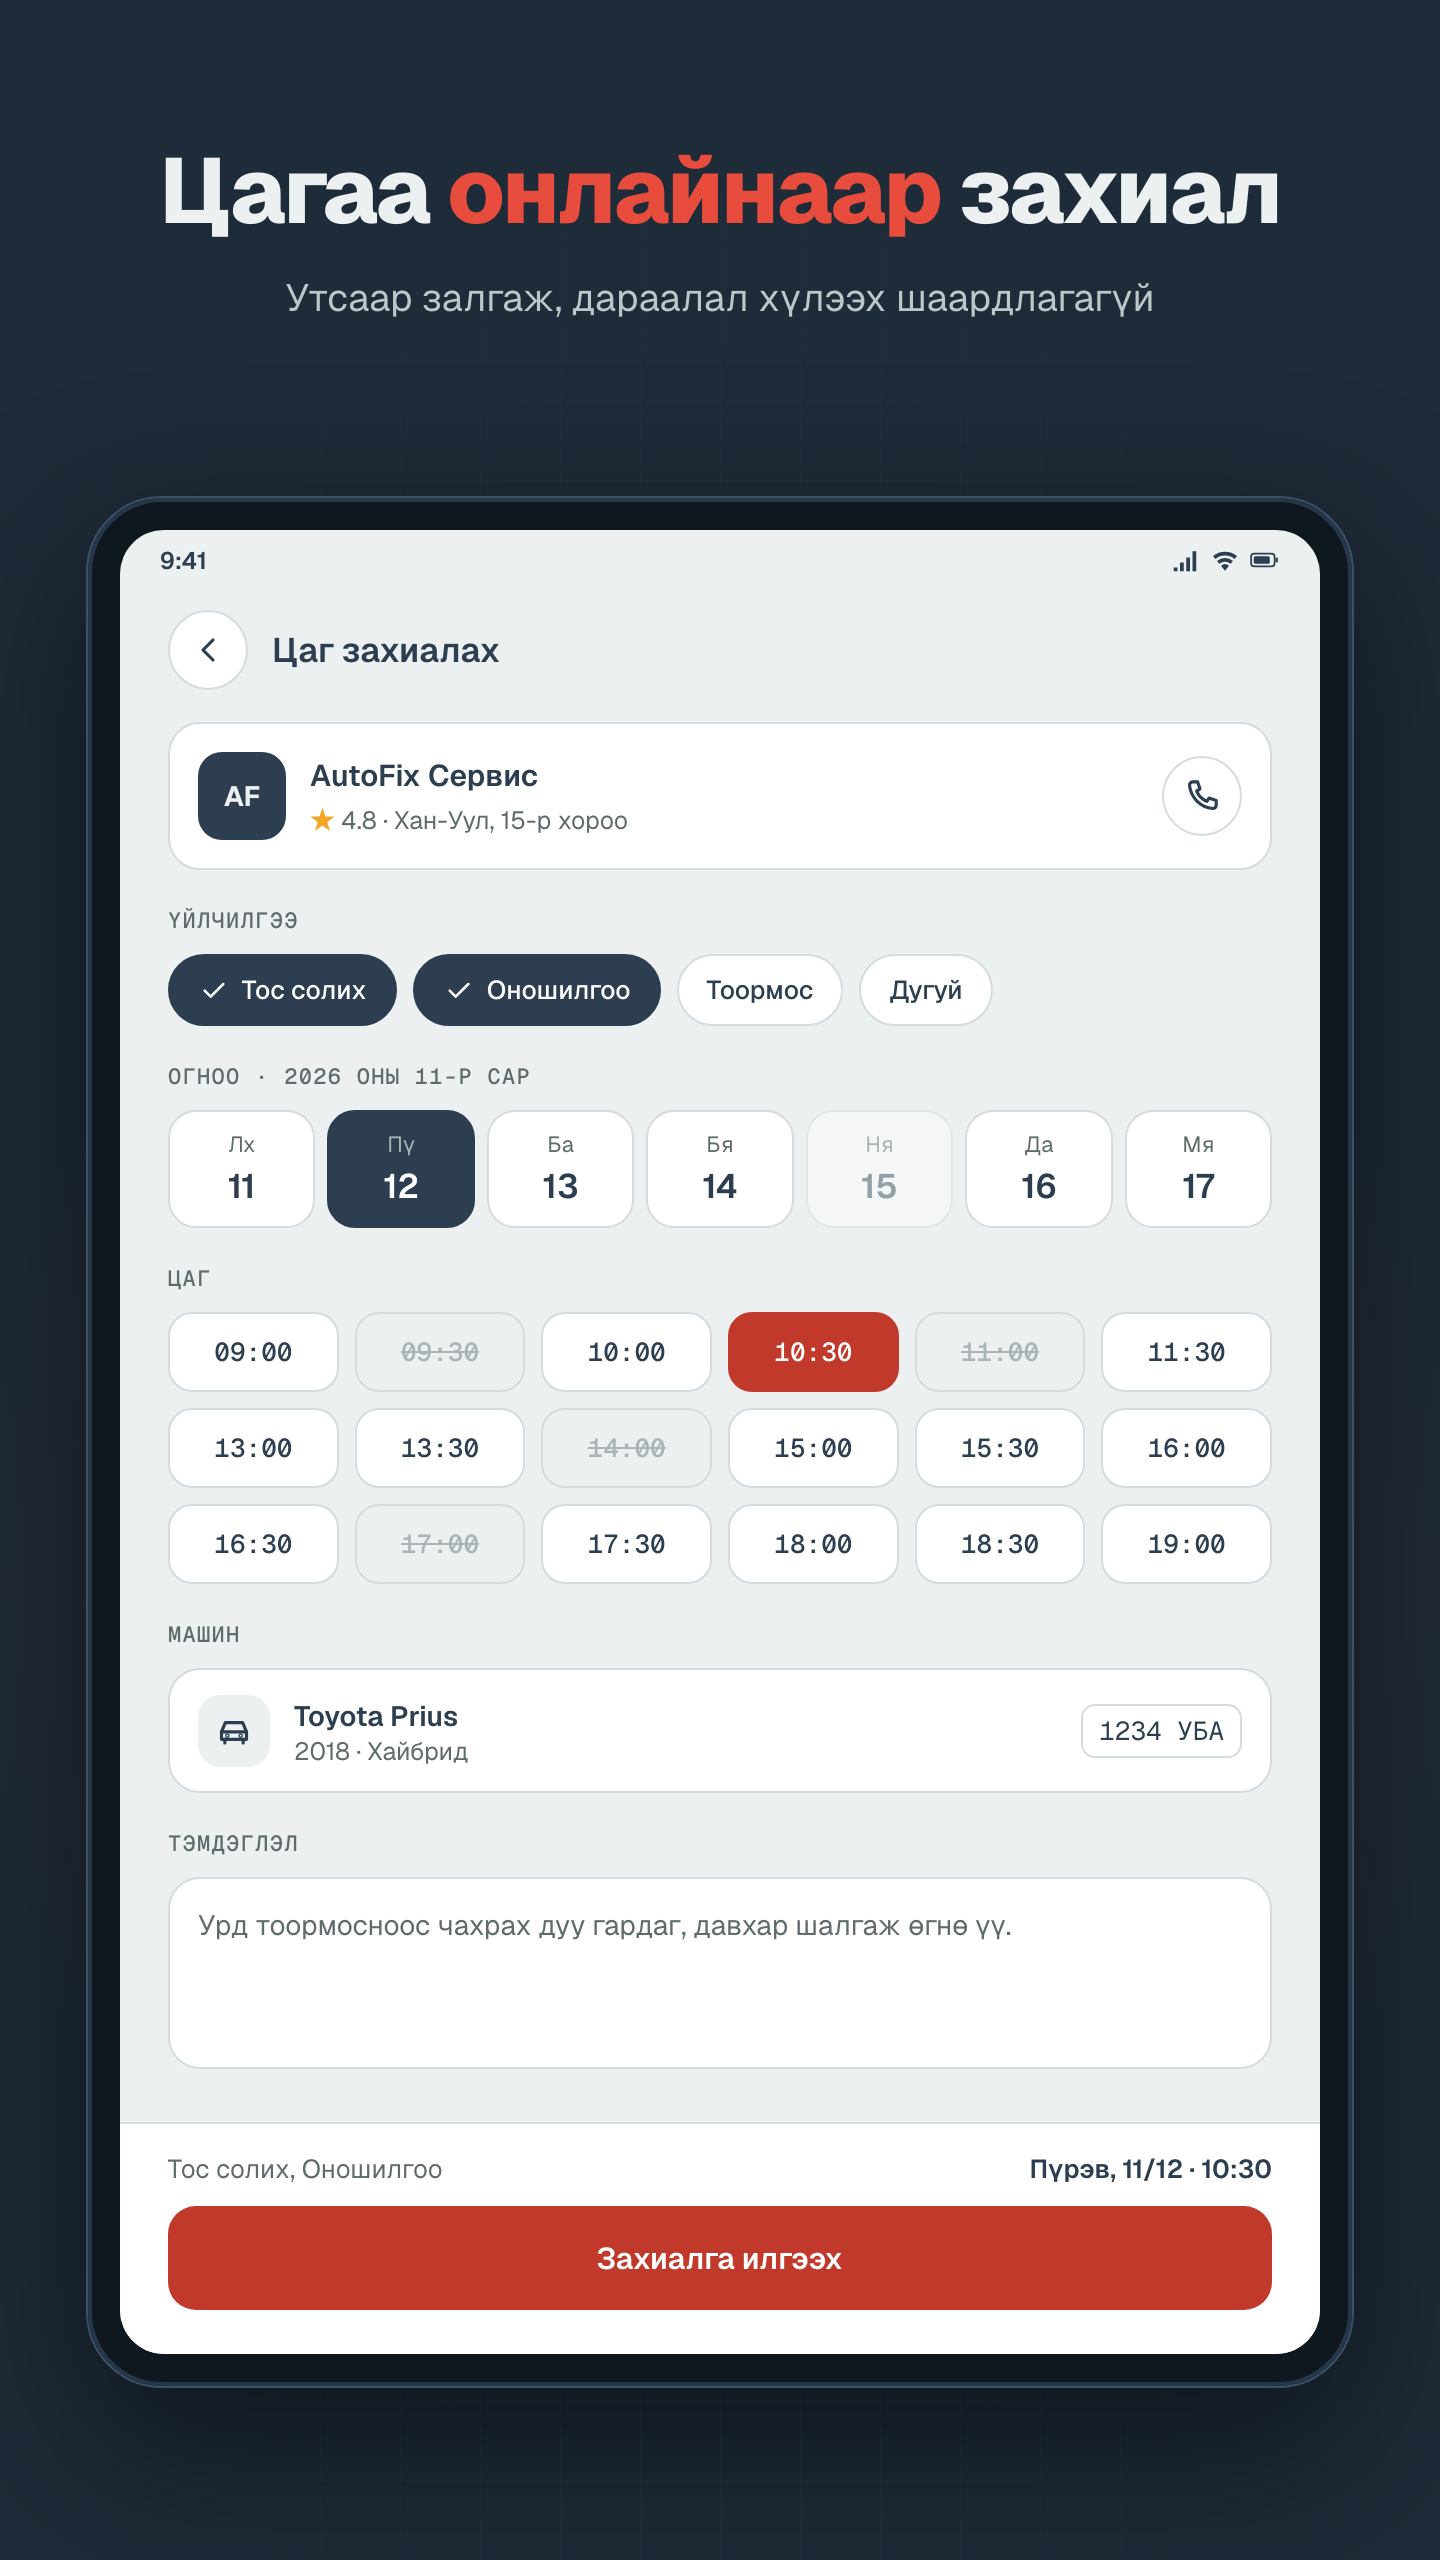 Цагаа онлайнаар захиал
Утсаар залгаж, дараалал хүлээх шаардлагагүй
9:41
Цаг захиалах
AF
AutoFix Сервис
★ 4.8 · Хан-Уул, 15-р хороо
ҮЙЛЧИЛГЭЭ
Тос солих Оношилгоо Тоормос Дугуй
ОГНОО · 2026 ОНЫ 11-Р САР
Лх Пү Ба Бя Ня Да Мя
11 12 13 14 15 16 17
ЦАГ
09:00 09:30 10:00 10:30 11:00 11:30
13:00 13:30 14:00 15:00 15:30 16:00
16:30 17:00 17:30 18:00 18:30 19:00
МАШИН
Toyota Prius
2018 · Хайбрид
1234 УБА
ТЭМДЭГЛЭЛ
Урд тоормосноос чахрах дуу гардаг, давхар шалгаж өгнө үү.
Тос солих, Оношилгоо
Пүрэв, 11/12 · 10:30
Захиалга илгээх